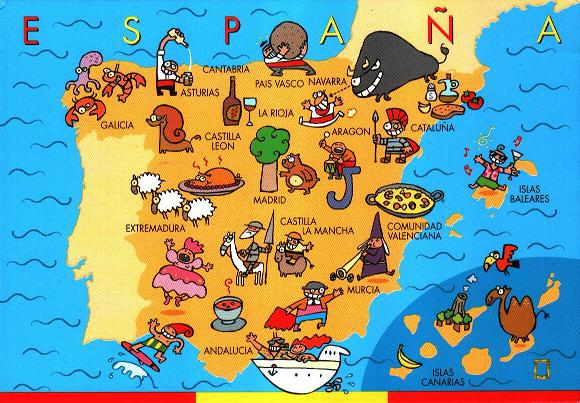 ESPAÑA
CANTABRIA
ASTURIAS
PAIS VASCO
NAVARRA
LA RIOJA
GALICIA
CASTILLA
LEON
ARAGON
CATALUÑA
MADRID
ISLAS
BALEARES
EXTREMADURA
CASTILLA
LA MANCHA
COMUNIDAD
VALENCIANA
MURCIA
ANDALUCIA
ISLAS
CANARIAS